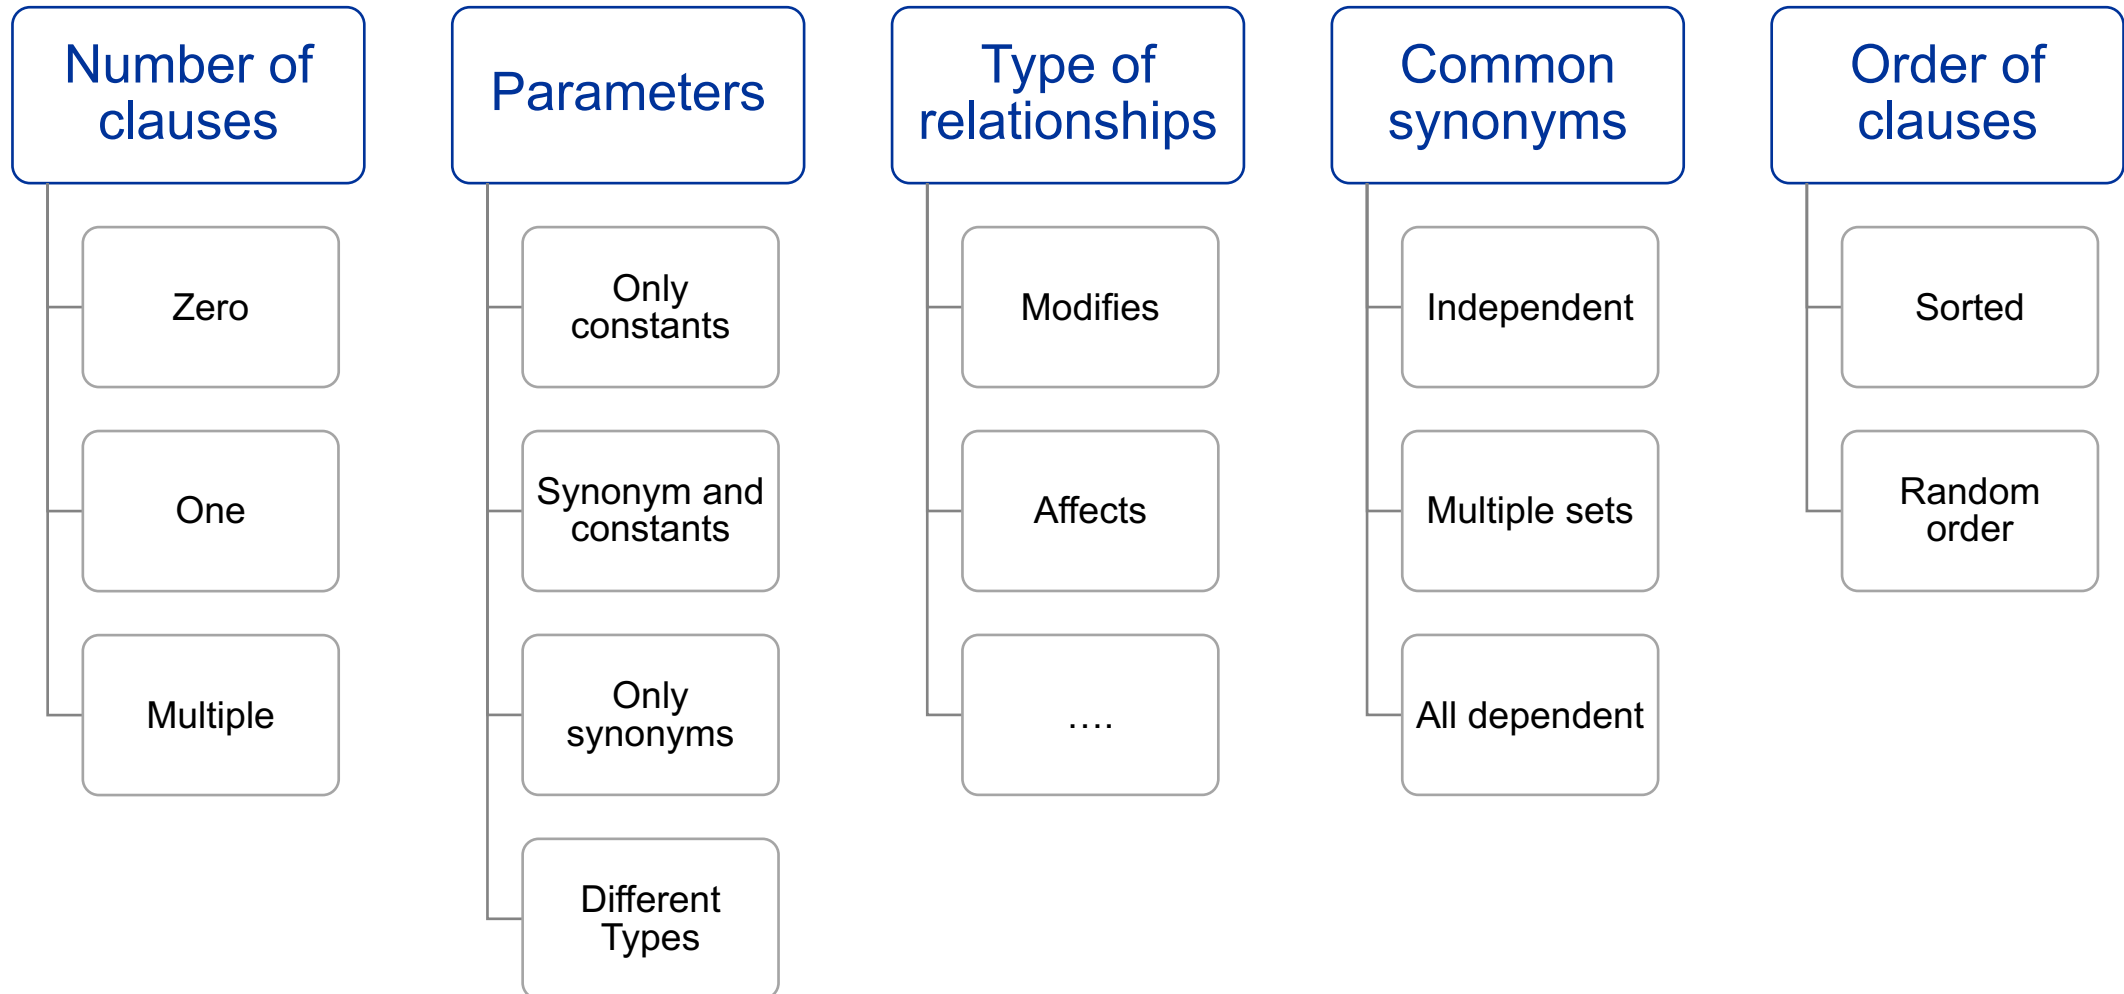 Number of
clauses
Zero
One
Multiple
Parameters
Only
constants
Synonym and
constants
Only
synonyms
Different
Types
Type of
relationships
Modifies
Affects
....
Common
synonyms
Independent
Multiple sets
All dependent
Order of
clauses
Sorted
Random
order